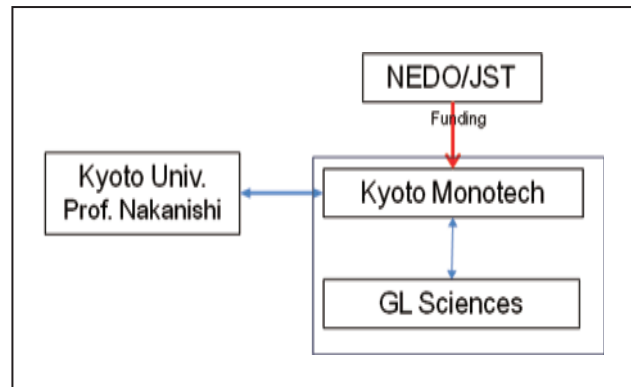 NEDO/JST
Funding
Kyoto Univ.
Prof. Nakanishi
Kyoto Monotech
GL Sciences